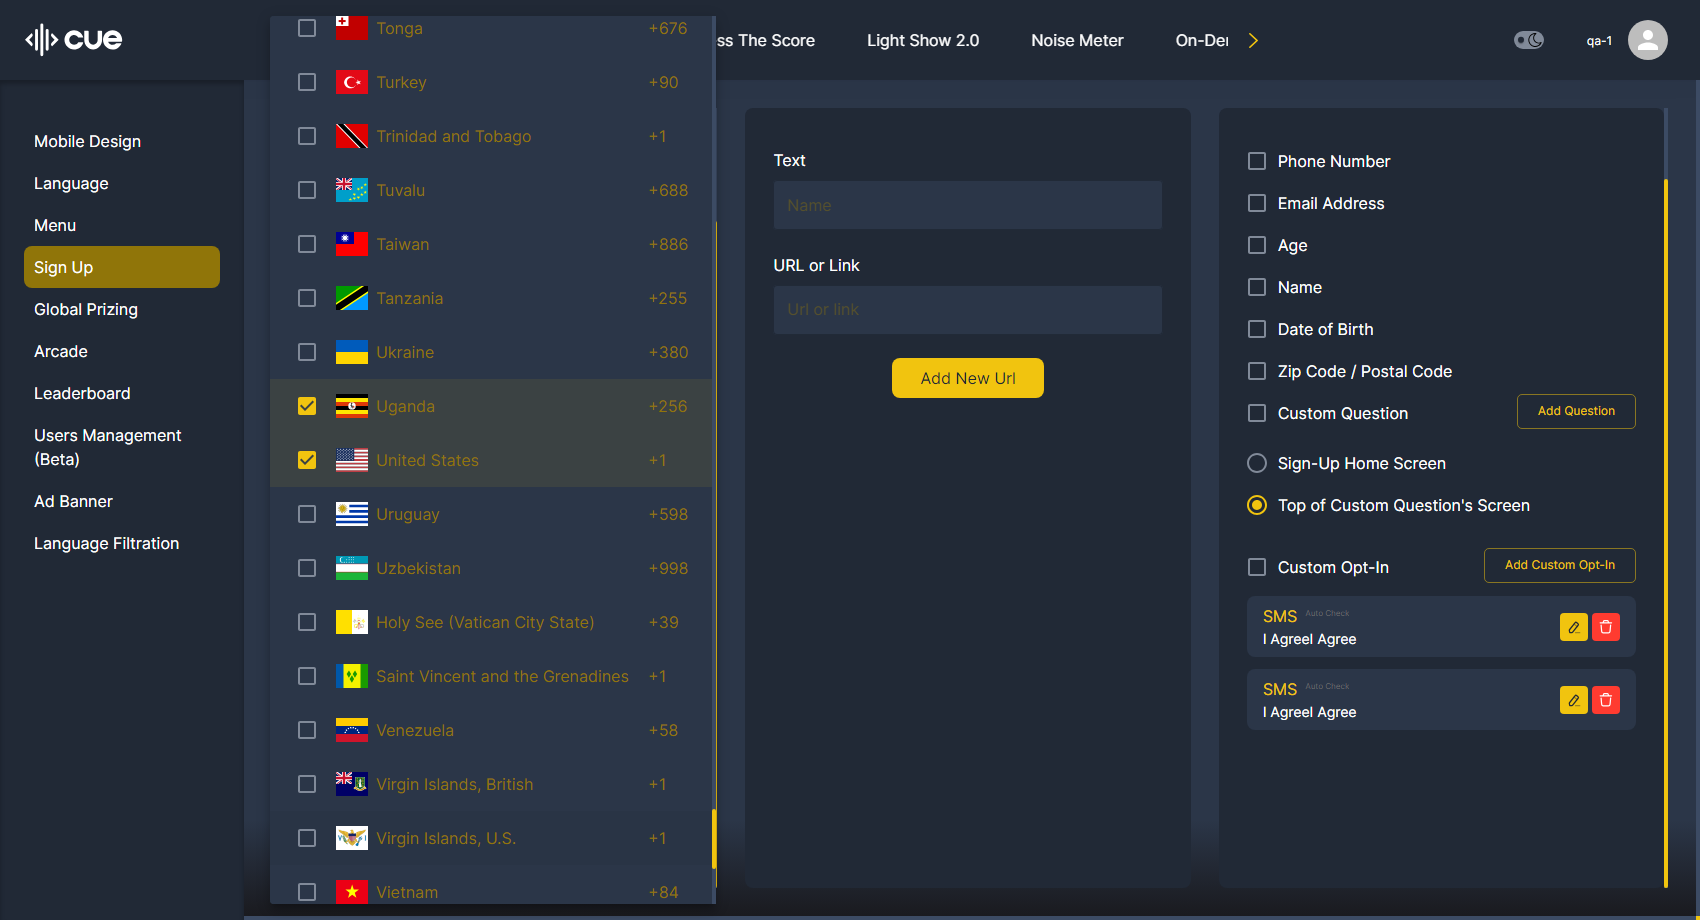 cue
ss The Score
Light Show 2.0
Noise Meter
On-Der
qa-1
Mobile Design
Language
Menu
Sign Up
Global Prizing
Arcade
Leaderboard
Users Management
(Beta)
Ad Banner
Language Filtration
Tonga +676
Turkey +90
Trinidad and Tobago +1
Tuvalu +688
Taiwan +886
Tanzania +255
Ukraine +380
Uganda +256
United States +1
Uruguay +598
Uzbekistan +998
Holy See (Vatican City State) +39
Saint Vincent and the Grenadines +1
Venezuela +58
Virgin Islands, British +1
Virgin Islands, U.S. +1
Vietnam +84
Text
Name
URL or Link
Url or link
Add New Url
Phone Number
Email Address
Age
Name
Date of Birth
Zip Code / Postal Code
Custom Question
Add Question
Sign-Up Home Screen
Top of Custom Question's Screen
Custom Opt-In
Add Custom Opt-In
SMS Auto Check
I AgreeI Agree
SMS Auto Check
I AgreeI Agree